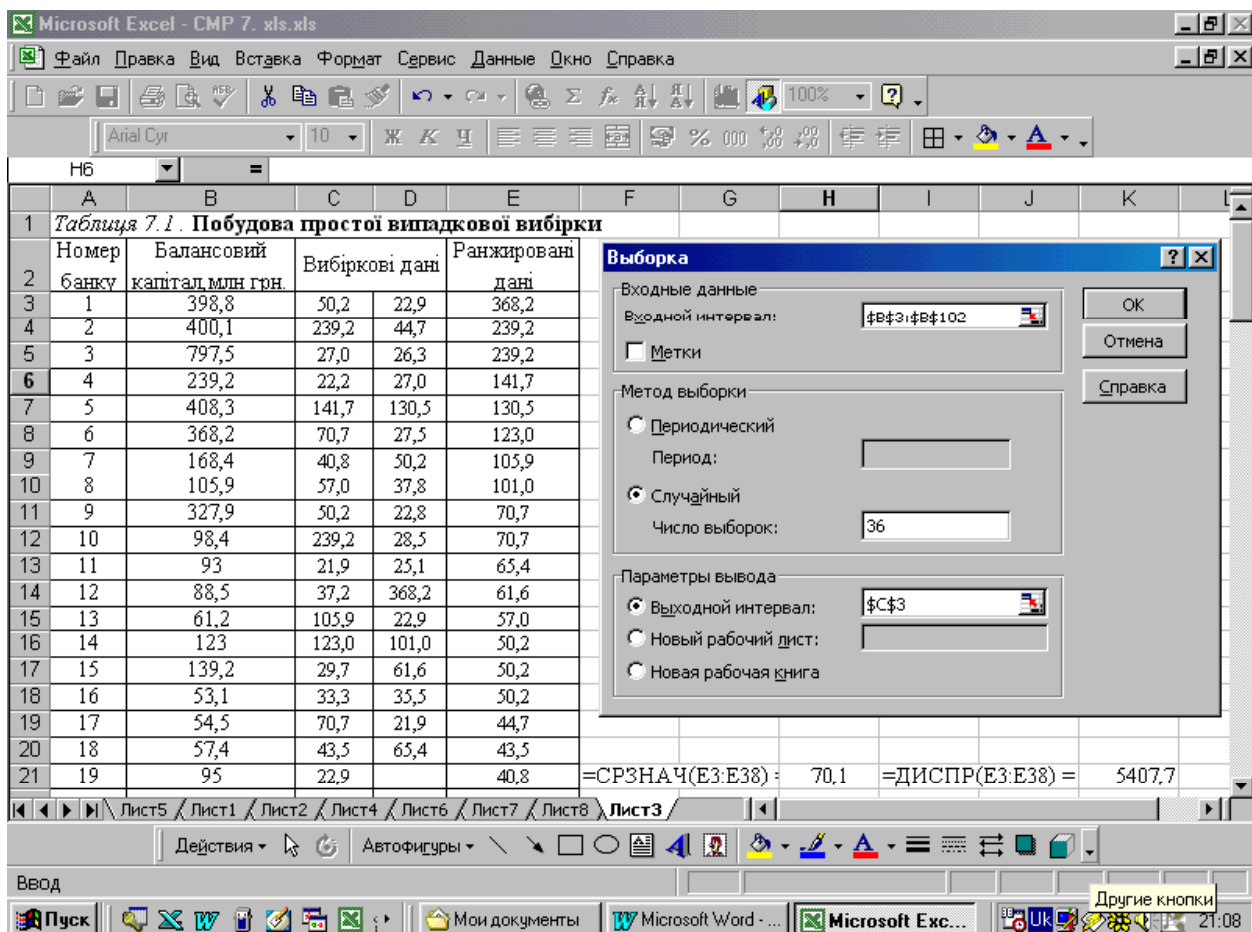 Microsoft Excel - CMP 7. xls.xls
Файл Правка Вид Вставка Формат Сервис Данные Окно Справка
100%
Arial Cyr 10 Ж К Ч % 000
H6 =
A B C D E F G H I J K L
1 Таблиця 7.1. Побудова простої випадкової вибірки
2 Номер банку Балансовий капітал,млн грн. Вибіркові дані Ранжировані дані
3 1 398,8 50,2 22,9 368,2
4 2 400,1 239,2 44,7 239,2
5 3 797,5 27,0 26,3 239,2
6 4 239,2 22,2 27,0 141,7
7 5 408,3 141,7 130,5 130,5
8 6 368,2 70,7 27,5 123,0
9 7 168,4 40,8 50,2 105,9
10 8 105,9 57,0 37,8 101,0
11 9 327,9 50,2 22,8 70,7
12 10 98,4 239,2 28,5 70,7
13 11 93 21,9 25,1 65,4
14 12 88,5 37,2 368,2 61,6
15 13 61,2 105,9 22,9 57,0
16 14 123 123,0 101,0 50,2
17 15 139,2 29,7 61,6 50,2
18 16 53,1 33,3 35,5 50,2
19 17 54,5 70,7 21,9 44,7
20 18 57,4 43,5 65,4 43,5
21 19 95 22,9 40,8 =СРЗНАЧ(E3:E38) = 70,1 =ДИСПР(E3:E38) = 5407,7
Выборка
Входные данные
Входной интервал: $B$3:$B$102
Метки
Метод выборки
Периодический
Период:
Случайный
Число выборок: 36
Параметры вывода
Выходной интервал: $C$3
Новый рабочий лист:
Новая рабочая книга
ОК
Отмена
Справка
Лист5 Лист1 Лист2 Лист4 Лист6 Лист7 Лист8 Лист3
Действия Автофигуры
Ввод
Другие кнопки
Пуск Мои документы Microsoft Word - ... Microsoft Exc... Uk 21:08